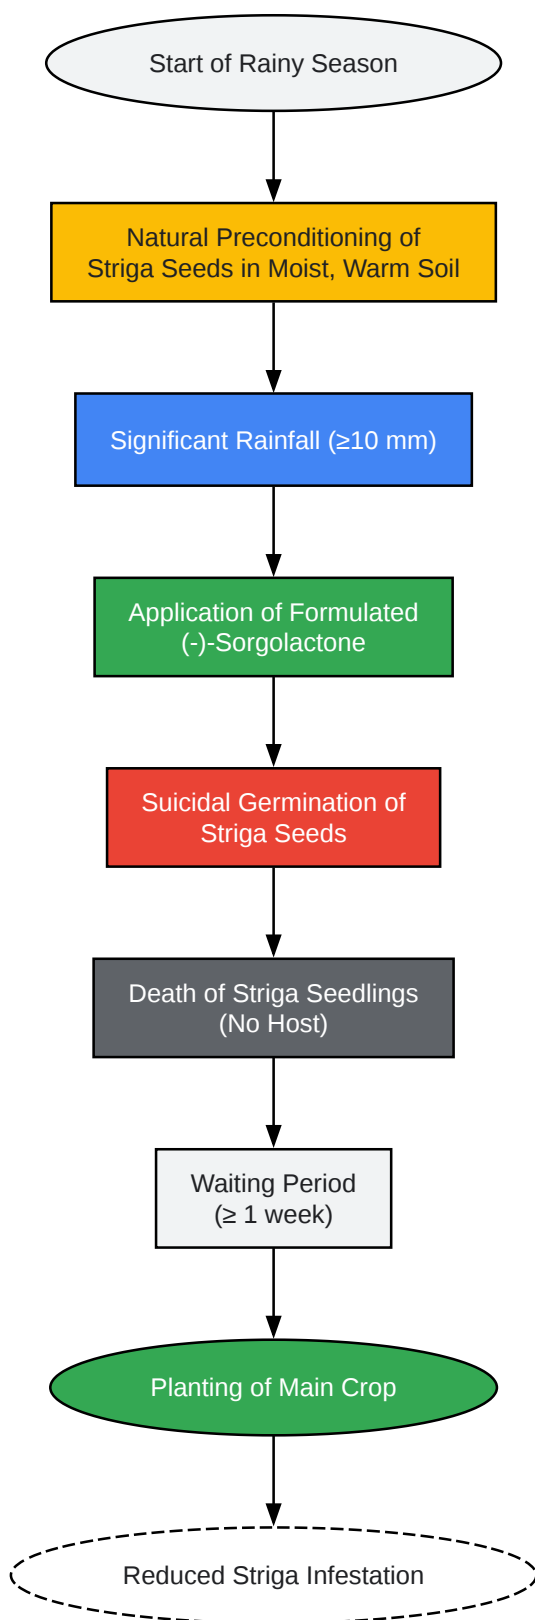 Start of Rainy Season
Natural Preconditioning of
Striga Seeds in Moist, Warm Soil
Significant Rainfall (≥10 mm)
Application of Formulated
(-)-Sorgolactone
Suicidal Germination of
Striga Seeds
Death of Striga Seedlings
(No Host)
Waiting Period
(≥ 1 week)
Planting of Main Crop
Reduced Striga Infestation